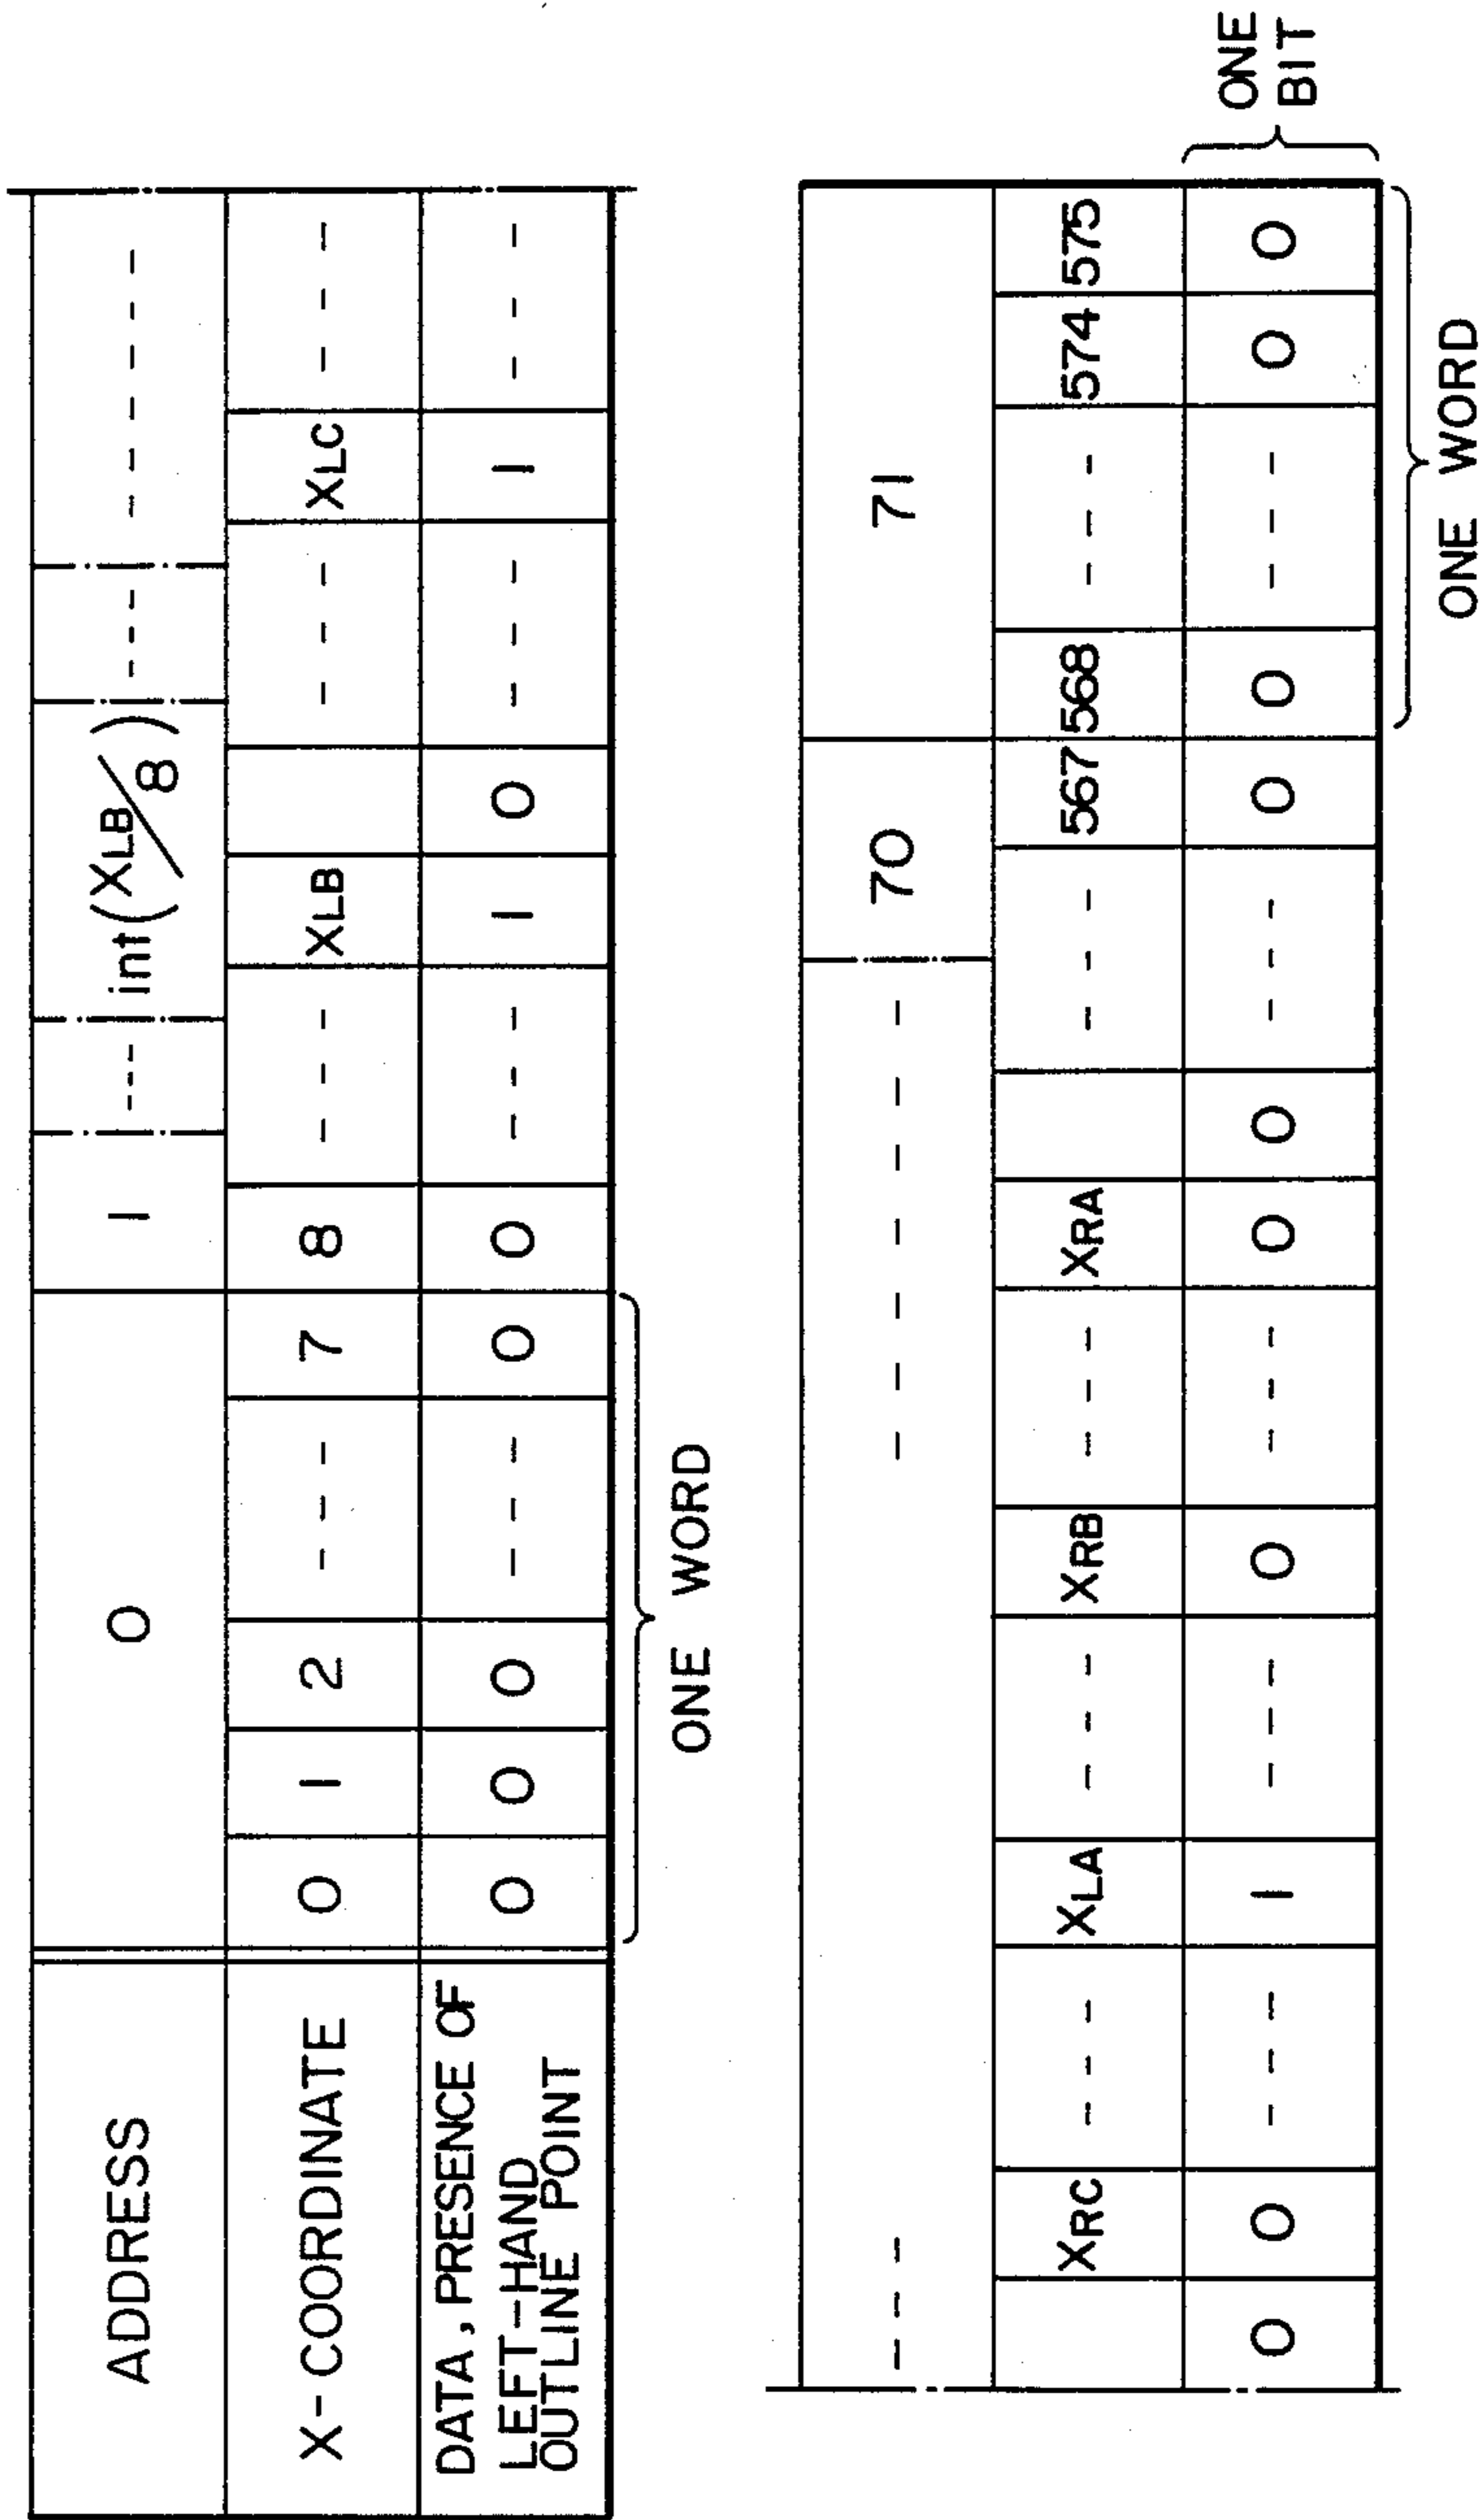 ADDRESS 0 1 --- int(XLB/8) --- ------
X-COORDINATE 0 1 2 --- 7 8 --- XLB --- XLC ---
DATA, PRESENCE OF
LEFT-HAND
OUTLINE POINT
0 0 0 --- 0 0 --- 1 0 --- 1 ---
ONE WORD
--- ------- 70 71
XRC --- XLA --- XRB --- XRA --- 567 568 --- 574 575
0 0 --- 1 --- 0 --- 0 0 --- 0 0 --- 0 0
ONE
BIT
ONE WORD